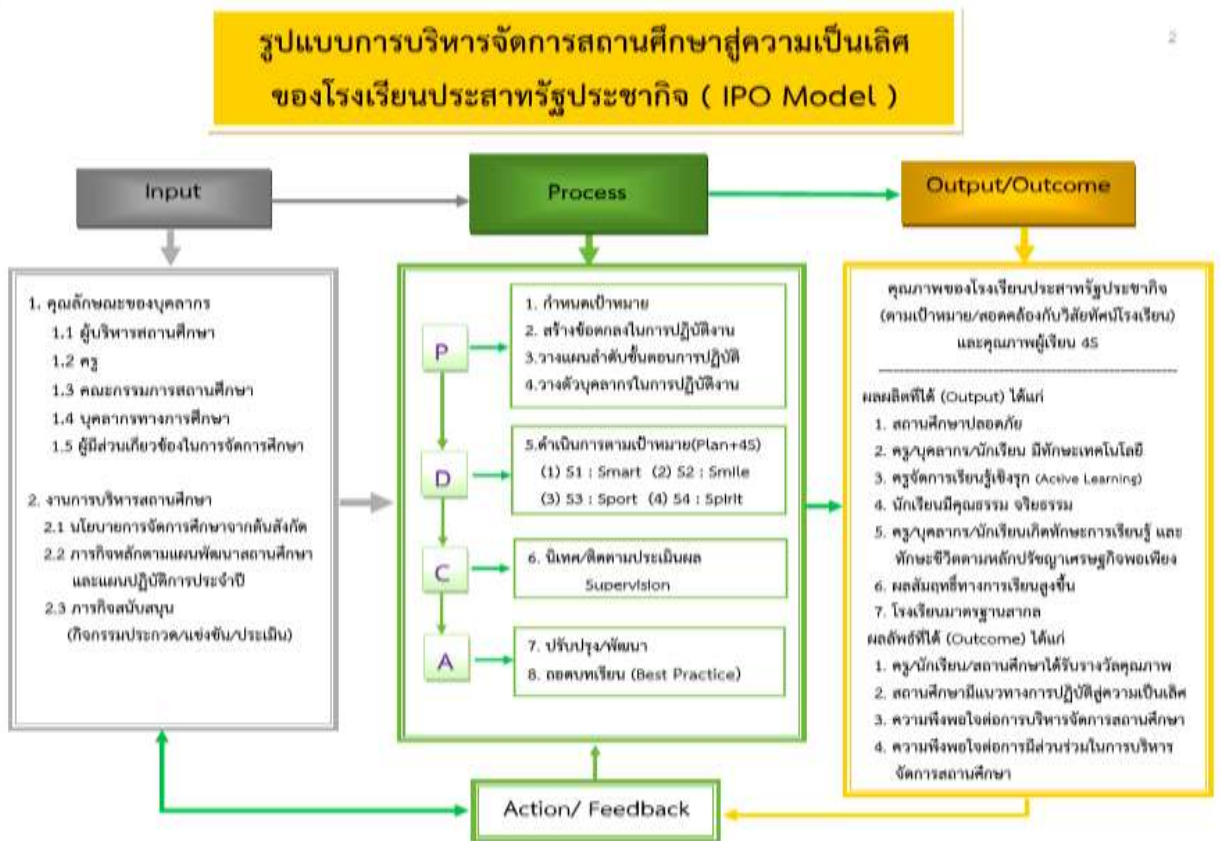 รูปแบบการบริหารจัดการสถานศึกษาสู่ความเป็นเลิศ
ของโรงเรียนประสาทรัฐประชากิจ ( IPO Model )
2
Input
Process
Output/Outcome
1. คุณลักษณะของบุคลากร
1.1 ผู้บริหารสถานศึกษา
1.2 ครู
1.3 คณะกรรมการสถานศึกษา
1.4 บุคลากรทางการศึกษา
1.5 ผู้มีส่วนเกี่ยวข้องในการจัดการศึกษา
2. งานการบริหารสถานศึกษา
2.1 นโยบายการจัดการศึกษาจากต้นสังกัด
2.2 ภารกิจหลักตามแผนพัฒนาสถานศึกษา
และแผนปฏิบัติการประจำปี
2.3 ภารกิจสนับสนุน
(กิจกรรมประกวด/แข่งขัน/ประเมิน)
P
1. กำหนดเป้าหมาย
2. สร้างข้อตกลงในการปฏิบัติงาน
3.วางแผนลำดับขั้นตอนการปฏิบัติ
4.วางตัวบุคลากรในการปฏิบัติงาน
D
5.ดำเนินการตามเป้าหมาย(Plan+4S)
(1) S1 : Smart (2) S2 : Smile
(3) S3 : Sport (4) S4 : Spirit
C
6. นิเทศ/ติดตามประเมินผล
Supervision
A
7. ปรับปรุง/พัฒนา
8. ถอดบทเรียน (Best Practice)
คุณภาพของโรงเรียนประสาทรัฐประชากิจ
(ตามเป้าหมาย/สอดคล้องกับวิสัยทัศน์โรงเรียน)
และคุณภาพผู้เรียน 4S
ผลผลิตที่ได้ (Output) ได้แก่
1. สถานศึกษาปลอดภัย
2. ครู/บุคลากร/นักเรียน มีทักษะเทคโนโลยี
3. ครูจัดการเรียนรู้เชิงรุก (Active Learning)
4. นักเรียนมีคุณธรรม จริยธรรม
5. ครู/บุคลากร/นักเรียนเกิดทักษะการเรียนรู้ และ
ทักษะชีวิตตามหลักปรัชญาเศรษฐกิจพอเพียง
6. ผลสัมฤทธิ์ทางการเรียนสูงขึ้น
7. โรงเรียนมาตรฐานสากล
ผลลัพธ์ที่ได้ (Outcome) ได้แก่
1. ครู/นักเรียน/สถานศึกษาได้รับรางวัลคุณภาพ
2. สถานศึกษามีแนวทางการปฏิบัติสู่ความเป็นเลิศ
3. ความพึงพอใจต่อการบริหารจัดการสถานศึกษา
4. ความพึงพอใจต่อการมีส่วนร่วมในการบริหาร
จัดการสถานศึกษา
Action/ Feedback